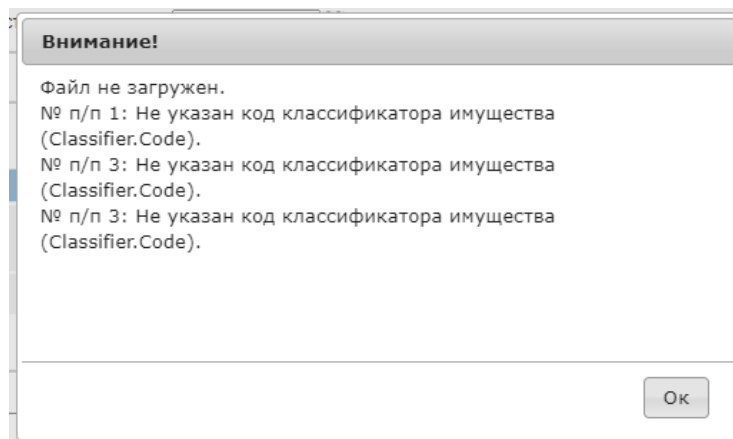 Внимание!
Файл не загружен.
№ п/п 1: Не указан код классификатора имущества
(Classifier.Code).
№ п/п 3: Не указан код классификатора имущества
(Classifier.Code).
№ п/п 3: Не указан код классификатора имущества
(Classifier.Code).
Ок